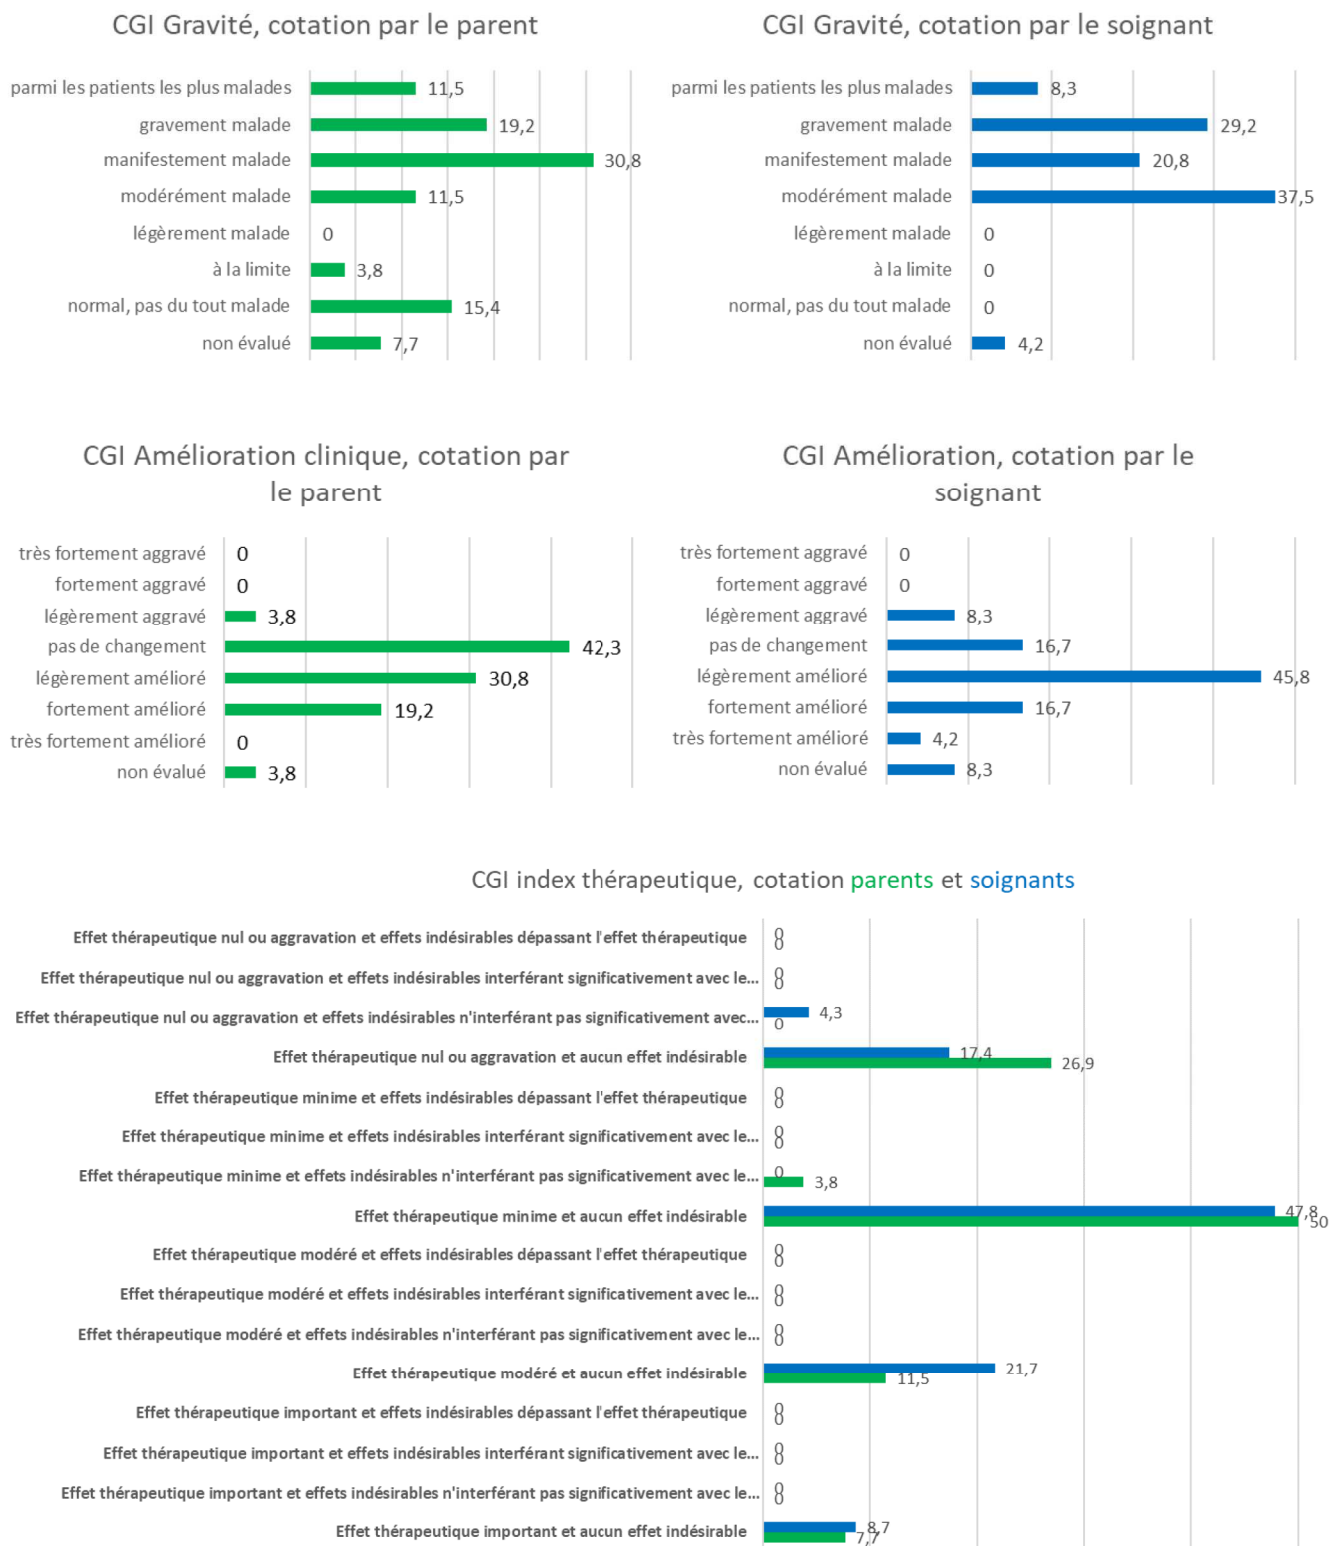 CGI Gravité, cotation par le parent
parmi les patients les plus malades 11,5
gravement malade 19,2
manifestement malade 30,8
modérément malade 11,5
légèrement malade 0
à la limite 3,8
normal, pas du tout malade 15,4
non évalué 7,7
CGI Gravité, cotation par le soignant
parmi les patients les plus malades 8,3
gravement malade 29,2
manifestement malade 20,8
modérément malade 37,5
légèrement malade 0
à la limite 0
normal, pas du tout malade 0
non évalué 4,2
CGI Amélioration clinique, cotation par
le parent
très fortement aggravé 0
fortement aggravé 0
légèrement aggravé 3,8
pas de changement 42,3
légèrement amélioré 30,8
fortement amélioré 19,2
très fortement amélioré 0
non évalué 3,8
CGI Amélioration, cotation par le
soignant
très fortement aggravé 0
fortement aggravé 0
légèrement aggravé 8,3
pas de changement 16,7
légèrement amélioré 45,8
fortement amélioré 16,7
très fortement amélioré 4,2
non évalué 8,3
CGI index thérapeutique, cotation parents et soignants
Effet thérapeutique nul ou aggravation et effets indésirables dépassant l'effet thérapeutique 0 0
Effet thérapeutique nul ou aggravation et effets indésirables interférant significativement avec le... 0 0
Effet thérapeutique nul ou aggravation et effets indésirables n'interférant pas significativement avec... 4,3 0
Effet thérapeutique nul ou aggravation et aucun effet indésirable 17,4 26,9
Effet thérapeutique minime et effets indésirables dépassant l'effet thérapeutique 0 0
Effet thérapeutique minime et effets indésirables interférant significativement avec le... 0 0
Effet thérapeutique minime et effets indésirables n'interférant pas significativement avec le... 0 3,8
Effet thérapeutique minime et aucun effet indésirable 47,8 50
Effet thérapeutique modéré et effets indésirables dépassant l'effet thérapeutique 0 0
Effet thérapeutique modéré et effets indésirables interférant significativement avec le... 0 0
Effet thérapeutique modéré et effets indésirables n'interférant pas significativement avec le... 0 0
Effet thérapeutique modéré et aucun effet indésirable 21,7 11,5
Effet thérapeutique important et effets indésirables dépassant l'effet thérapeutique 0 0
Effet thérapeutique important et effets indésirables interférant significativement avec le... 0 0
Effet thérapeutique important et effets indésirables n'interférant pas significativement avec le... 0 0
Effet thérapeutique important et aucun effet indésirable 8,7 7,7